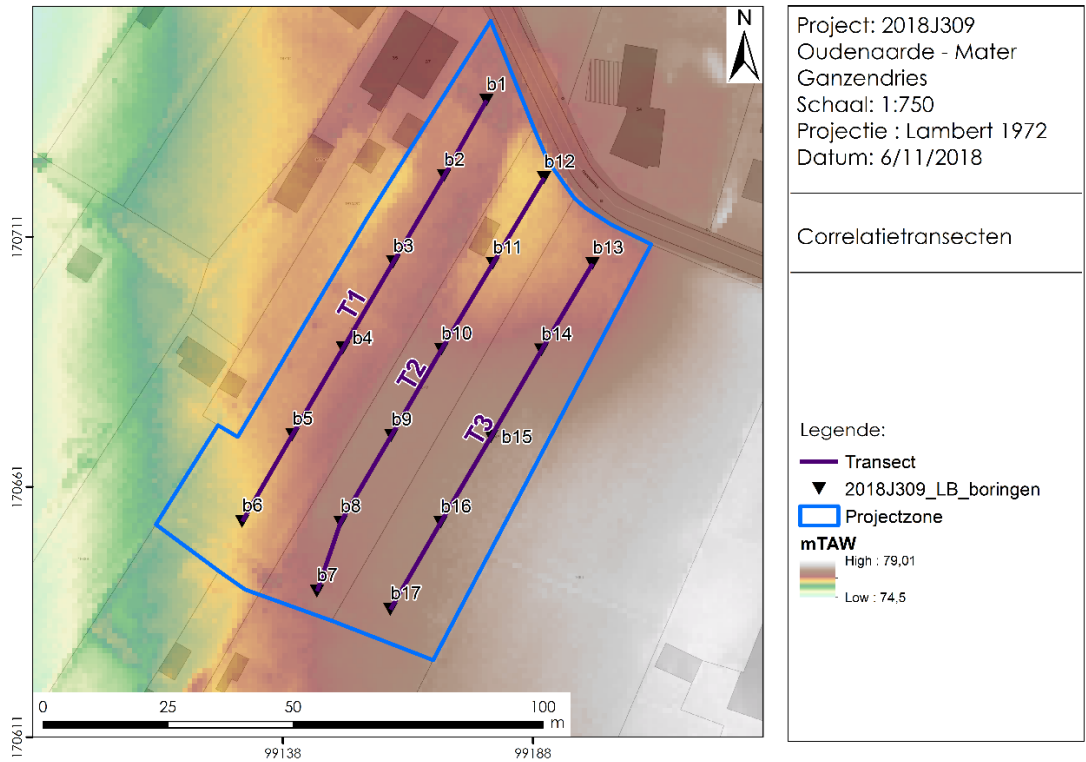 N
b1
b2
b12
170711
b3
b11
b13
T1
b4
b10
b14
T2
b5
b9
T3
b15
170661
b6
b8
b16
b7
b17
0
25
50
100
m
170611
99138
99188
Project: 2018J309
Oudenaarde - Mater
Ganzendries
Schaal: 1:750
Projectie : Lambert 1972
Datum: 6/11/2018
Correlatietransecten
Legende:
Transect
2018J309_LB_boringen
Projectzone
mTAW
High : 79,01
Low : 74,5